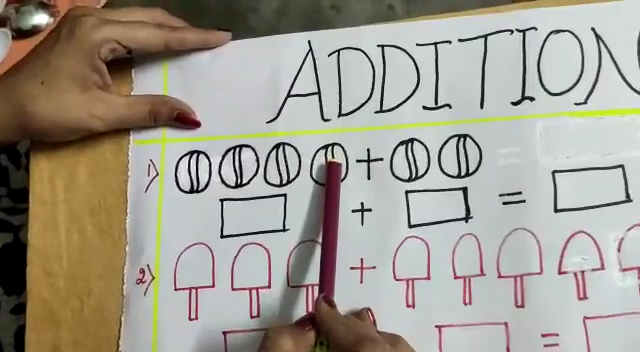 ADDITION
1) +
+ =
2) +
=